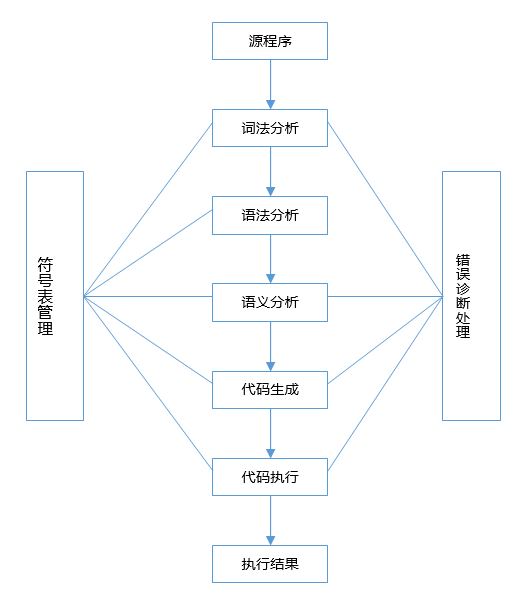 源程序
词法分析
语法分析
符号表管理
错误诊断处理
语义分析
代码生成
代码执行
执行结果